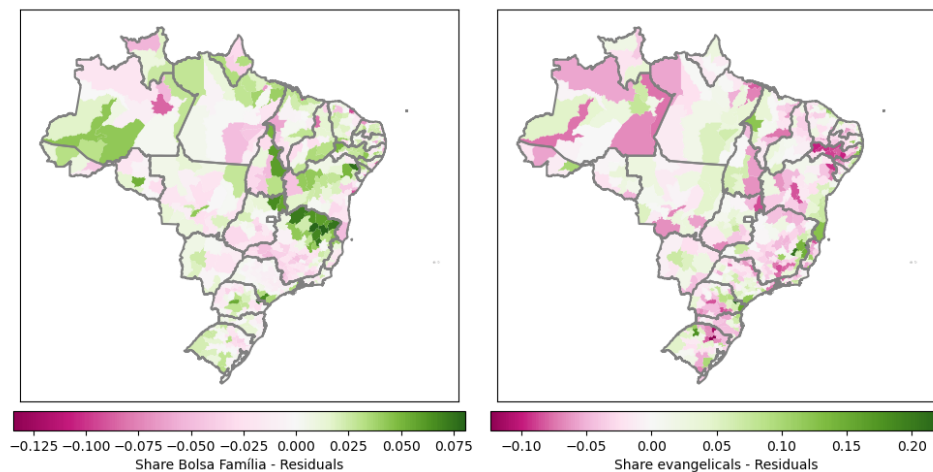 −0.125 −0.100 −0.075 −0.050 −0.025 0.000 0.025 0.050 0.075
Share Bolsa Família - Residuals
−0.10 −0.05 0.00 0.05 0.10 0.15 0.20
Share evangelicals - Residuals